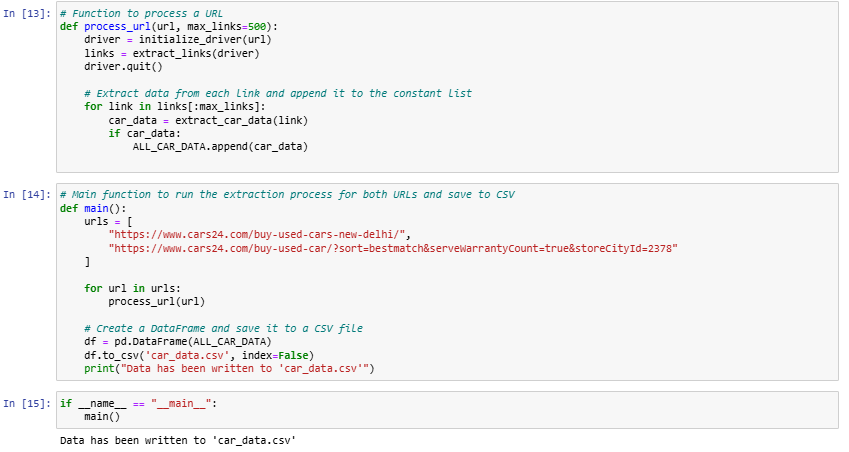 In [13]: # Function to process a URL
def process_url(url, max_links=500):
    driver = initialize_driver(url)
    links = extract_links(driver)
    driver.quit()

    # Extract data from each link and append it to the constant list
    for link in links[:max_links]:
        car_data = extract_car_data(link)
        if car_data:
            ALL_CAR_DATA.append(car_data)

In [14]: # Main function to run the extraction process for both URLs and save to CSV
def main():
    urls = [
        "https://www.cars24.com/buy-used-cars-new-delhi/",
        "https://www.cars24.com/buy-used-car/?sort=bestmatch&serveWarrantyCount=true&storeCityId=2378"
    ]

    for url in urls:
        process_url(url)

    # Create a DataFrame and save it to a CSV file
    df = pd.DataFrame(ALL_CAR_DATA)
    df.to_csv('car_data.csv', index=False)
    print("Data has been written to 'car_data.csv'")

In [15]: if __name__ == "__main__":
    main()

Data has been written to 'car_data.csv'